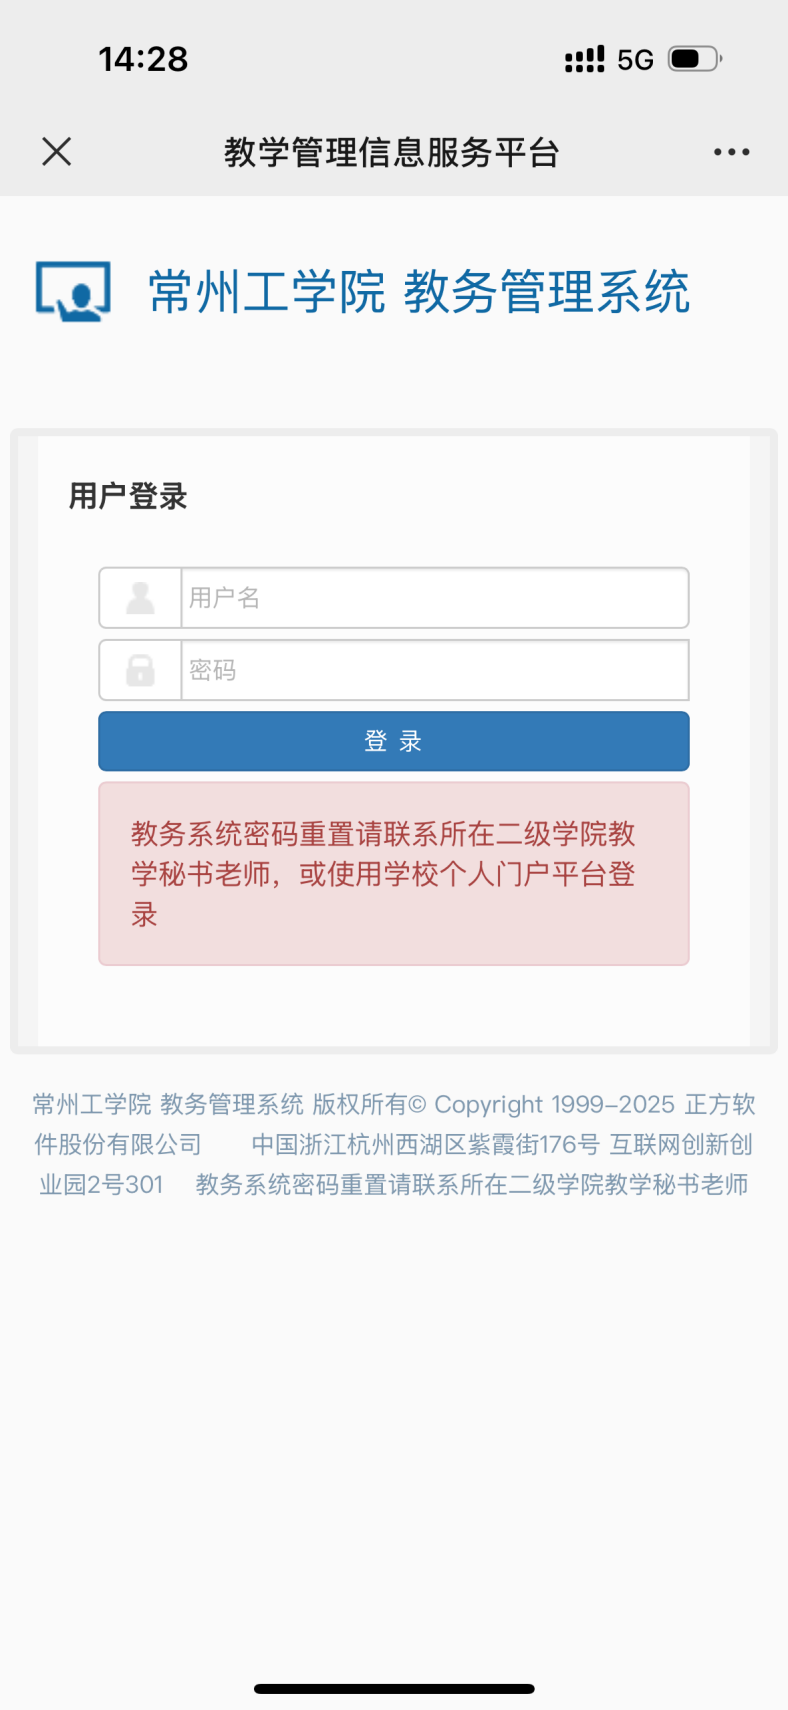 14:28
5G
教学管理信息服务平台
常州工学院 教务管理系统
用户登录
用户名
密码
登 录
教务系统密码重置请联系所在二级学院教
学秘书老师，或使用学校个人门户平台登
录
常州工学院 教务管理系统 版权所有© Copyright 1999-2025 正方软
件股份有限公司 中国浙江杭州西湖区紫霞街176号 互联网创新创
业园2号301 教务系统密码重置请联系所在二级学院教学秘书老师